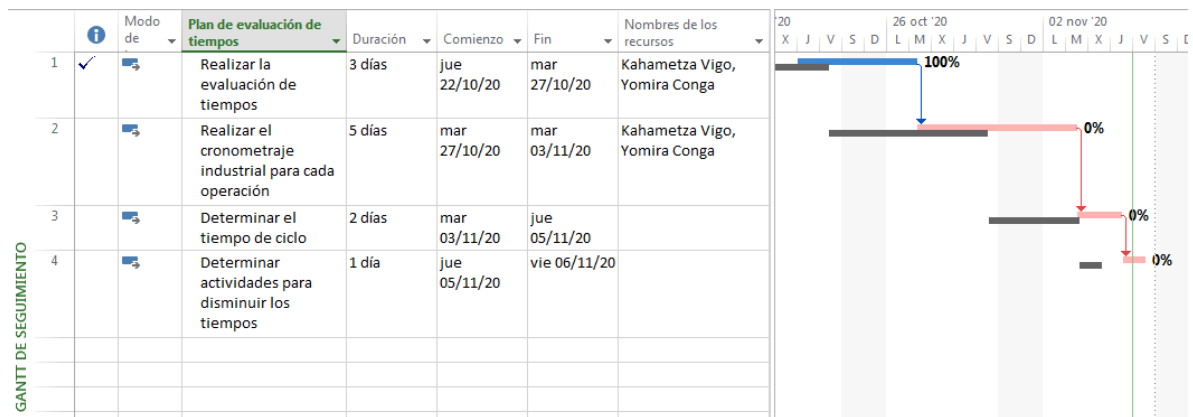 Modo de
Plan de evaluación de tiempos
Duración
Comienzo
Fin
Nombres de los recursos
'20
26 oct '20
02 nov '20
X J V S D L M X J V S D L M X J V S D
1
Realizar la evaluación de tiempos
3 días
jue 22/10/20
mar 27/10/20
Kahametza Vigo, Yomira Conga
100%
2
Realizar el cronometraje industrial para cada operación
5 días
mar 27/10/20
mar 03/11/20
Kahametza Vigo, Yomira Conga
0%
3
Determinar el tiempo de ciclo
2 días
mar 03/11/20
jue 05/11/20
0%
4
Determinar actividades para disminuir los tiempos
1 día
jue 05/11/20
vie 06/11/20
0%
GANTT DE SEGUIMIENTO